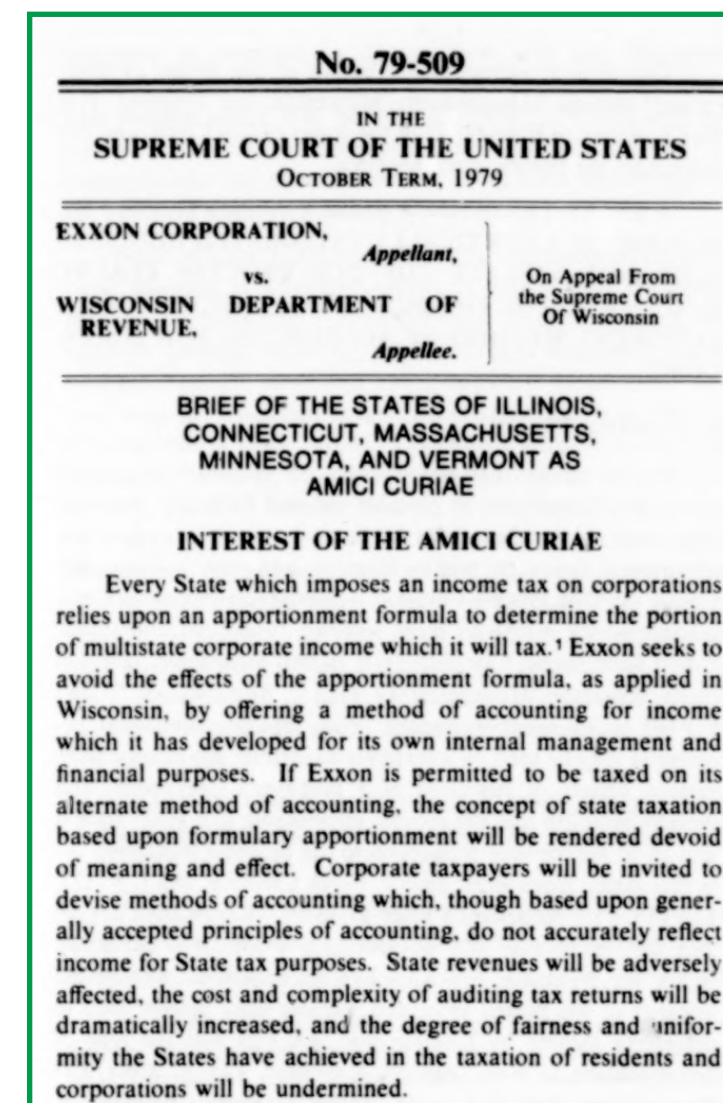 No. 79-509
IN THE
SUPREME COURT OF THE UNITED STATES
OCTOBER TERM, 1979
EXXON CORPORATION,
Appellant,
vs.
WISCONSIN DEPARTMENT OF
REVENUE,
Appellee.
On Appeal From
the Supreme Court
Of Wisconsin
BRIEF OF THE STATES OF ILLINOIS,
CONNECTICUT, MASSACHUSETTS,
MINNESOTA, AND VERMONT AS
AMICI CURIAE
INTEREST OF THE AMICI CURIAE
Every State which imposes an income tax on corporations
relies upon an apportionment formula to determine the portion
of multistate corporate income which it will tax.¹ Exxon seeks to
avoid the effects of the apportionment formula, as applied in
Wisconsin, by offering a method of accounting for income
which it has developed for its own internal management and
financial purposes. If Exxon is permitted to be taxed on its
alternate method of accounting, the concept of state taxation
based upon formulary apportionment will be rendered devoid
of meaning and effect. Corporate taxpayers will be invited to
devise methods of accounting which, though based upon gener-
ally accepted principles of accounting, do not accurately reflect
income for State tax purposes. State revenues will be adversely
affected, the cost and complexity of auditing tax returns will be
dramatically increased, and the degree of fairness and unifor-
mity the States have achieved in the taxation of residents and
corporations will be undermined.